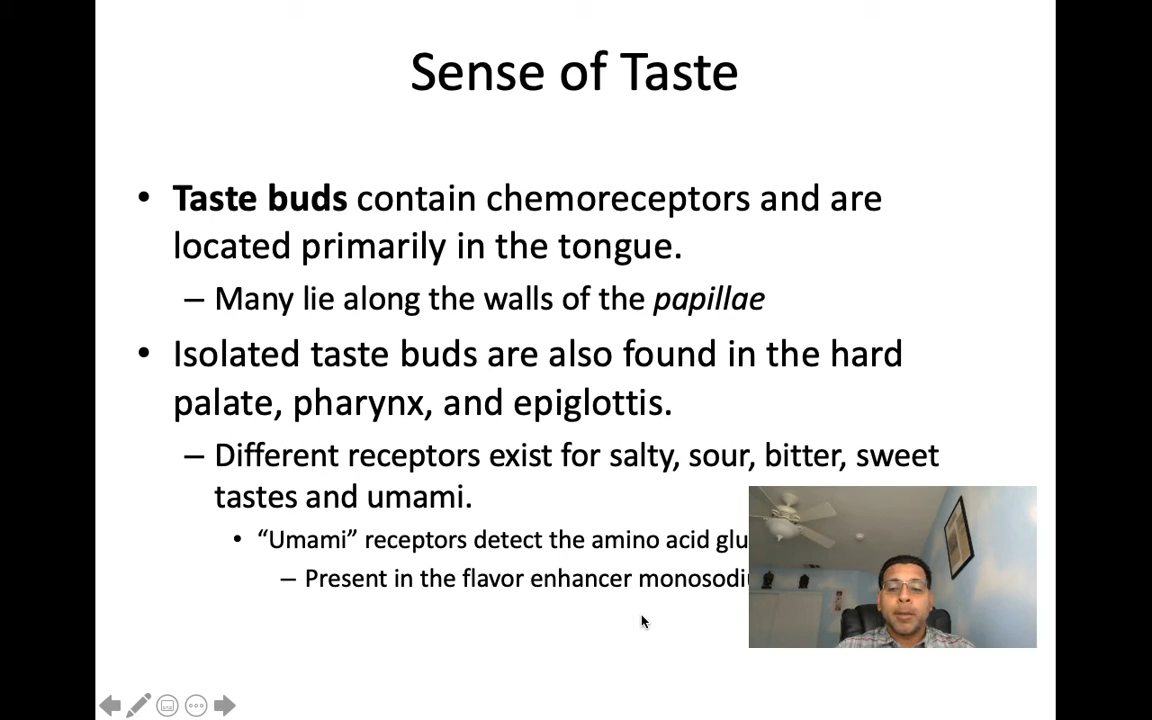 Sense of Taste
• Taste buds contain chemoreceptors and are
located primarily in the tongue.
– Many lie along the walls of the papillae
• Isolated taste buds are also found in the hard
palate, pharynx, and epiglottis.
– Different receptors exist for salty, sour, bitter, sweet
tastes and umami.
• “Umami” receptors detect the amino acid
– Present in the flavor enhancer